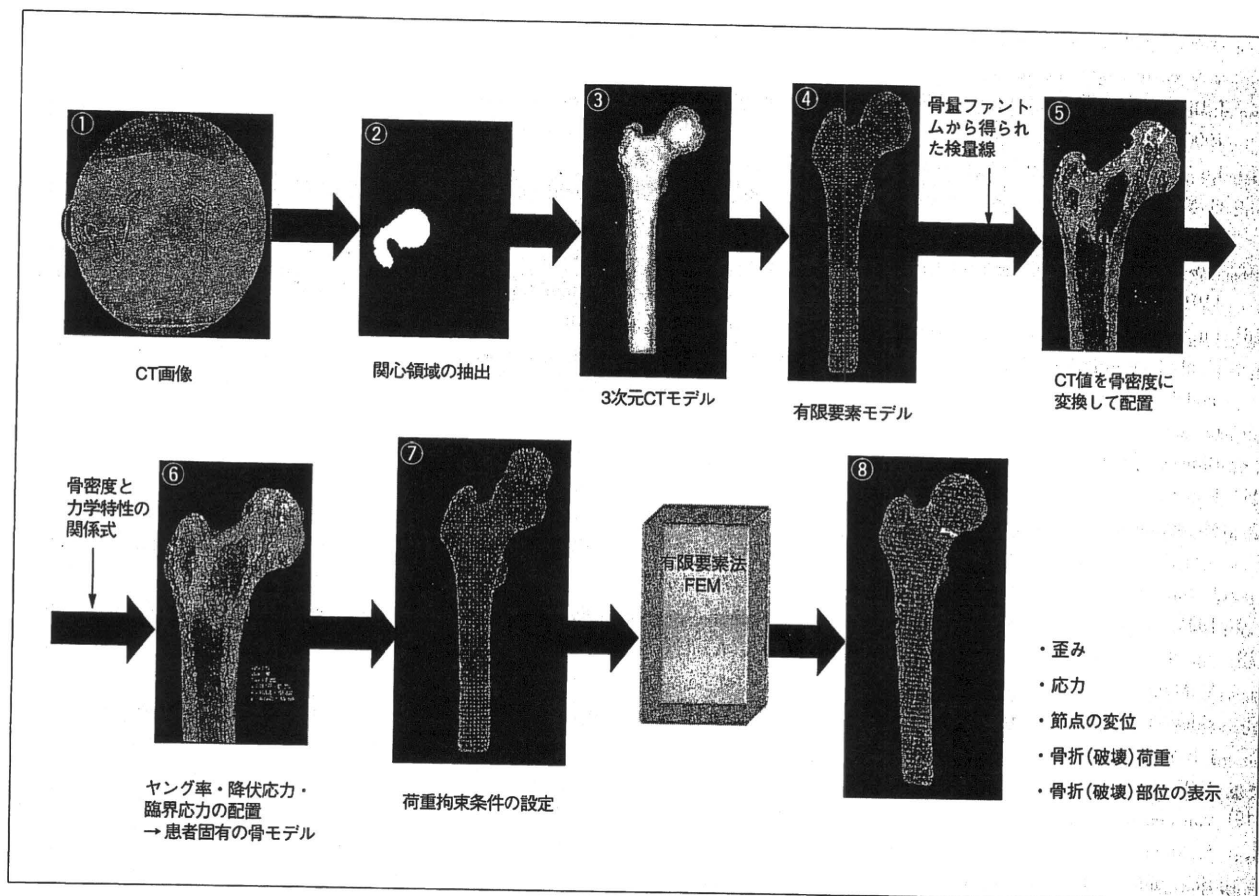 ①
CT画像
②
関心領域の抽出
③
3次元CTモデル
④
有限要素モデル
骨量ファント
ムから得られ
た検量線
⑤
CT値を骨密度に
変換して配置
骨密度と
力学特性の
関係式
⑥
ヤング率・降伏応力・
臨界応力の配置
→ 患者固有の骨モデル
⑦
荷重拘束条件の設定
有限要素法
FEM
⑧
・歪み
・応力
・節点の変位
・骨折(破壊)荷重
・骨折(破壊)部位の表示